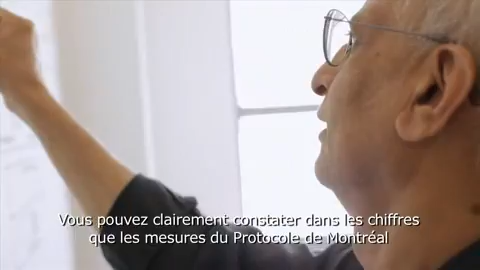 Vous pouvez clairement constater dans les chiffres
que les mesures du Protocole de Montréal